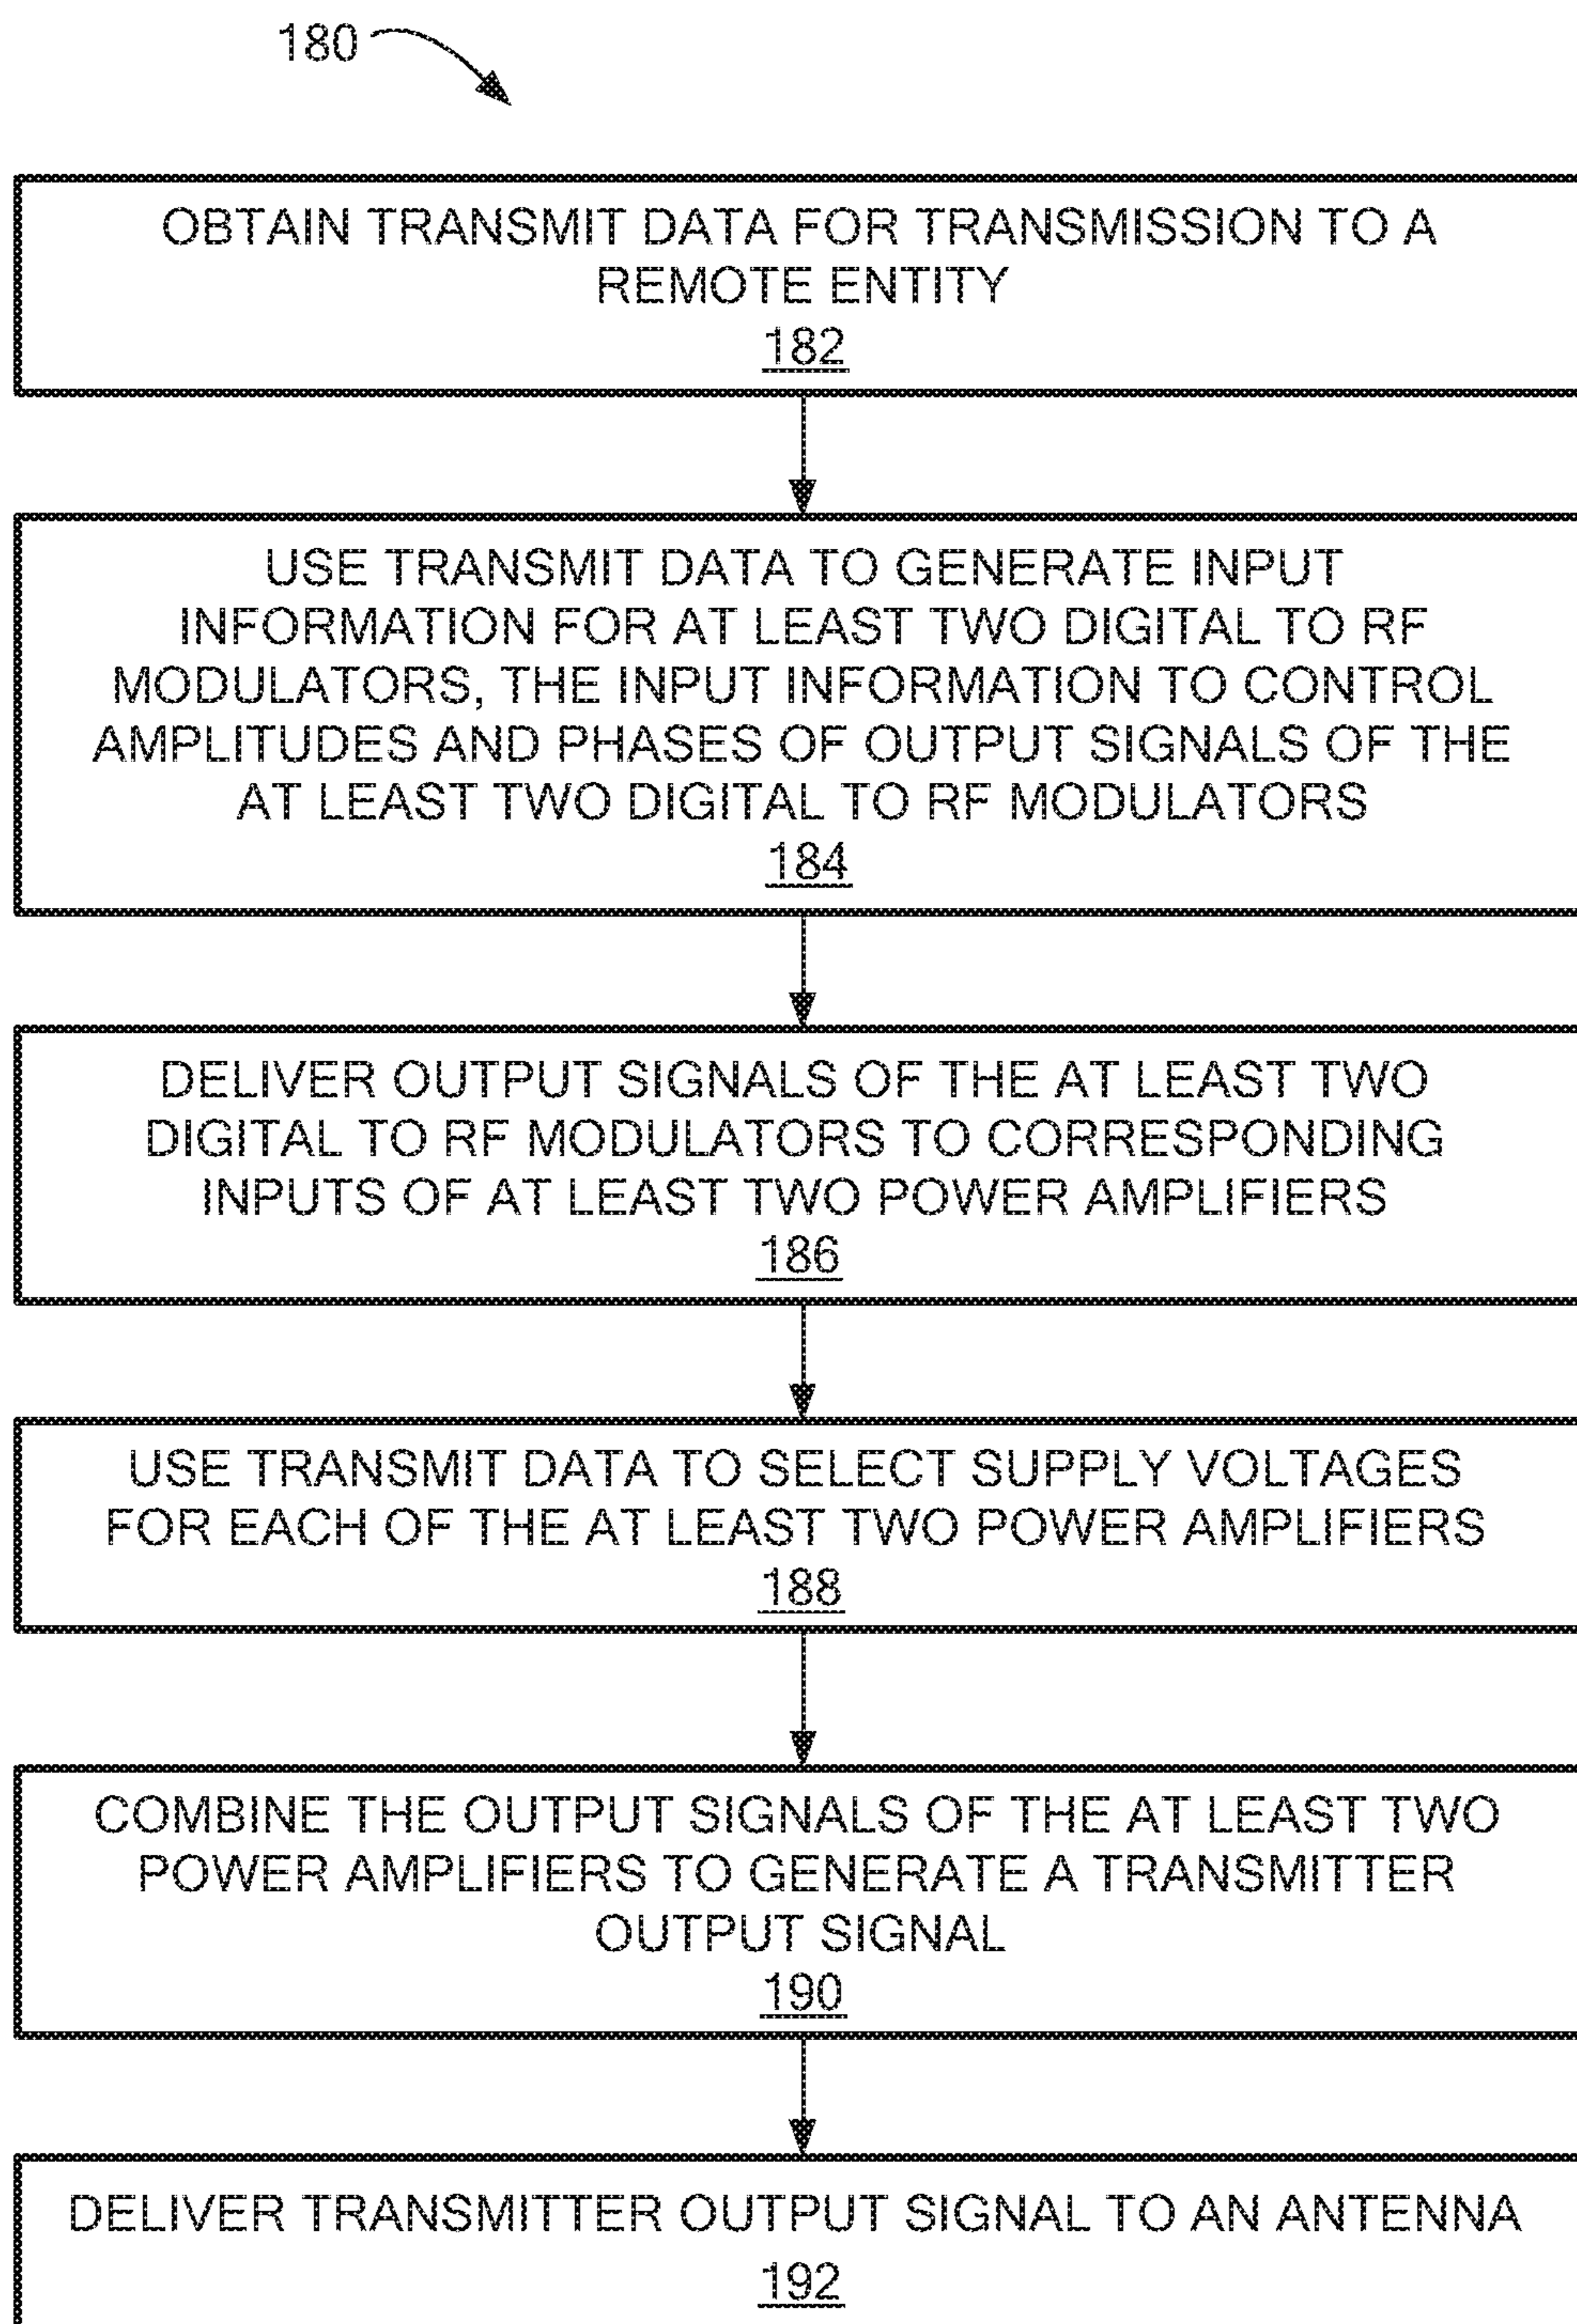 180
OBTAIN TRANSMIT DATA FOR TRANSMISSION TO A
REMOTE ENTITY
182
USE TRANSMIT DATA TO GENERATE INPUT
INFORMATION FOR AT LEAST TWO DIGITAL TO RF
MODULATORS, THE INPUT INFORMATION TO CONTROL
AMPLITUDES AND PHASES OF OUTPUT SIGNALS OF THE
AT LEAST TWO DIGITAL TO RF MODULATORS
184
DELIVER OUTPUT SIGNALS OF THE AT LEAST TWO
DIGITAL TO RF MODULATORS TO CORRESPONDING
INPUTS OF AT LEAST TWO POWER AMPLIFIERS
186
USE TRANSMIT DATA TO SELECT SUPPLY VOLTAGES
FOR EACH OF THE AT LEAST TWO POWER AMPLIFIERS
188
COMBINE THE OUTPUT SIGNALS OF THE AT LEAST TWO
POWER AMPLIFIERS TO GENERATE A TRANSMITTER
OUTPUT SIGNAL
190
DELIVER TRANSMITTER OUTPUT SIGNAL TO AN ANTENNA
192